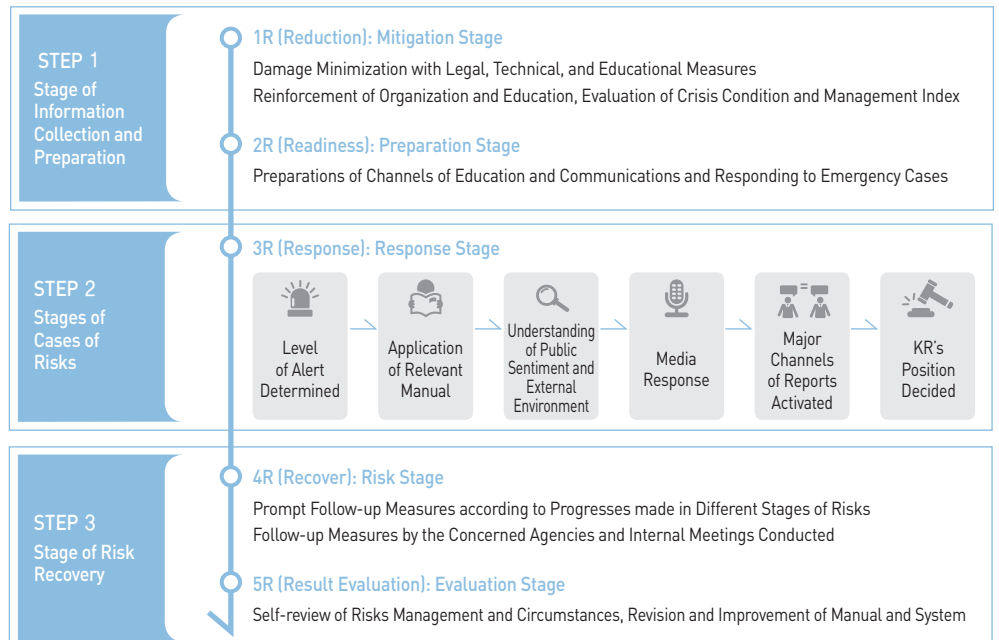 STEP 1
Stage of
Information
Collection and
Preparation
1R (Reduction): Mitigation Stage
Damage Minimization with Legal, Technical, and Educational Measures
Reinforcement of Organization and Education, Evaluation of Crisis Condition and Management Index
2R (Readiness): Preparation Stage
Preparations of Channels of Education and Communications and Responding to Emergency Cases
STEP 2
Stages of
Cases of
Risks
3R (Response): Response Stage
Level
of Alert
Determined
Application
of Relevant
Manual
Understanding
of Public
Sentiment and
External
Environment
Media
Response
Major
Channels
of Reports
Activated
KR's
Position
Decided
STEP 3
Stage of Risk
Recovery
4R (Recover): Risk Stage
Prompt Follow-up Measures according to Progresses made in Different Stages of Risks
Follow-up Measures by the Concerned Agencies and Internal Meetings Conducted
5R (Result Evaluation): Evaluation Stage
Self-review of Risks Management and Circumstances, Revision and Improvement of Manual and System